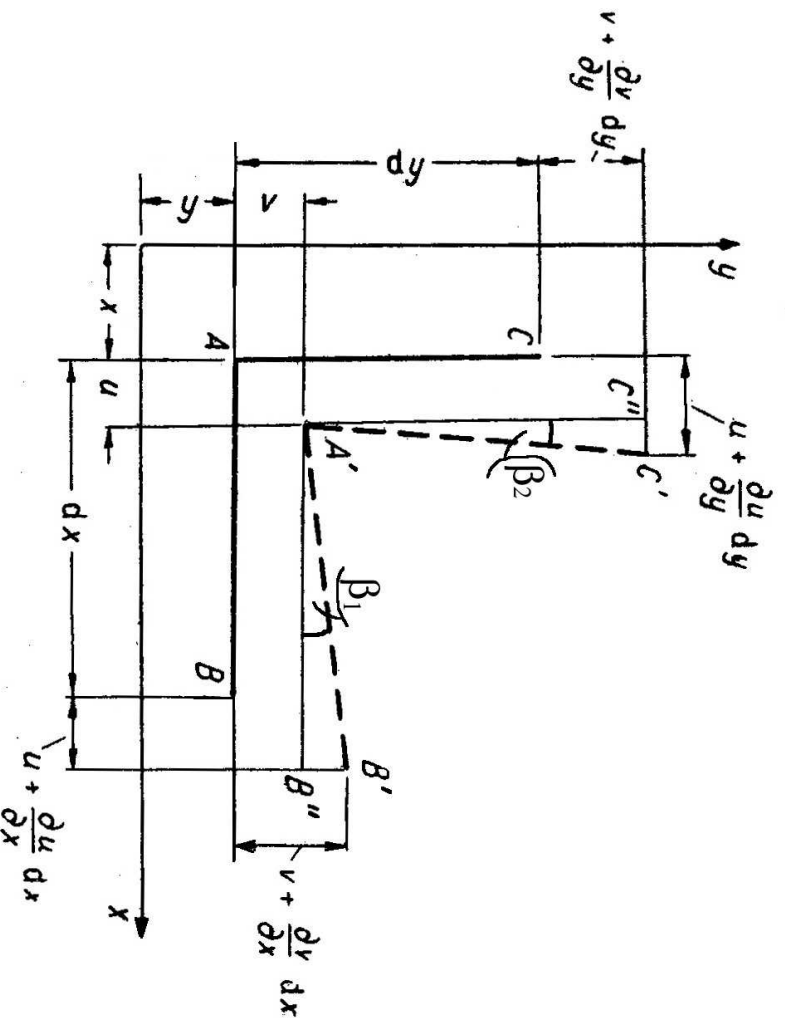 y
u + ∂u/∂y dy
v + ∂v/∂y dy
C" C'
C
β₂
dy
B'
β₁
A'
B"
v
v + ∂v/∂x dx
A B
y
x u
dx
u + ∂u/∂x dx
x